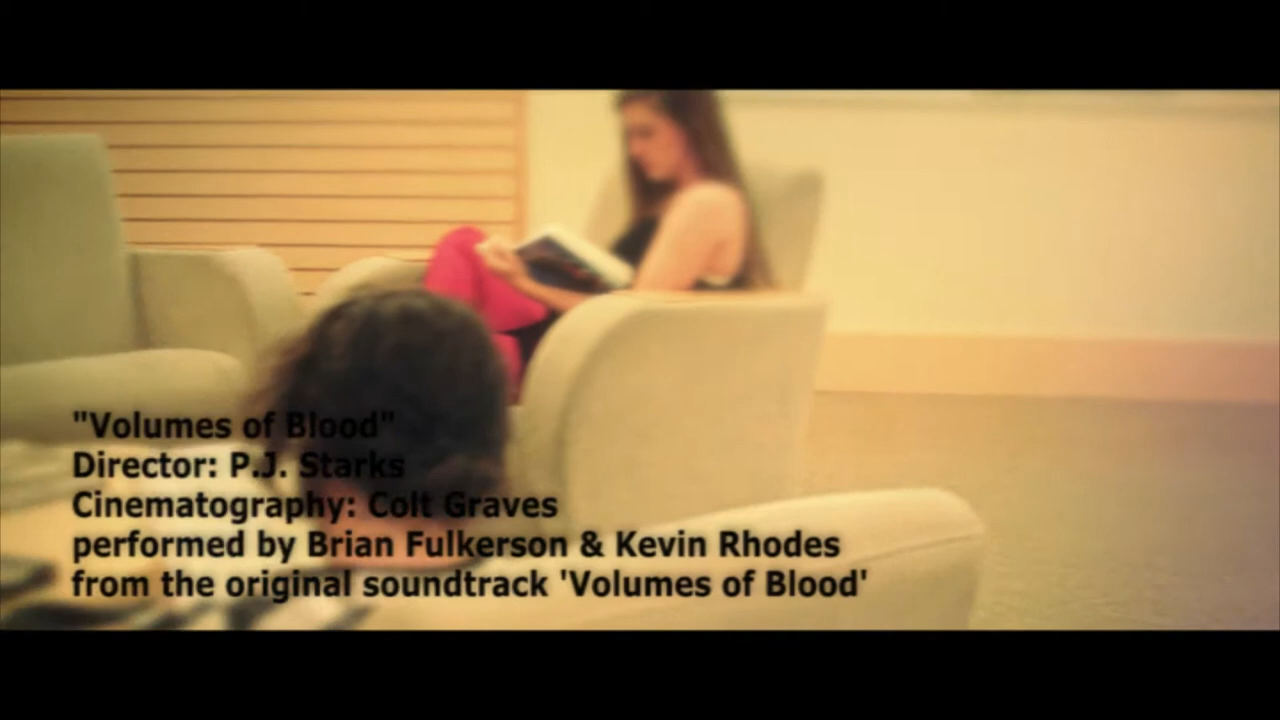 "Volumes of Blood"
Director: P.J. Starks
Cinematography: Colt Graves
performed by Brian Fulkerson & Kevin Rhodes
from the original soundtrack 'Volumes of Blood'